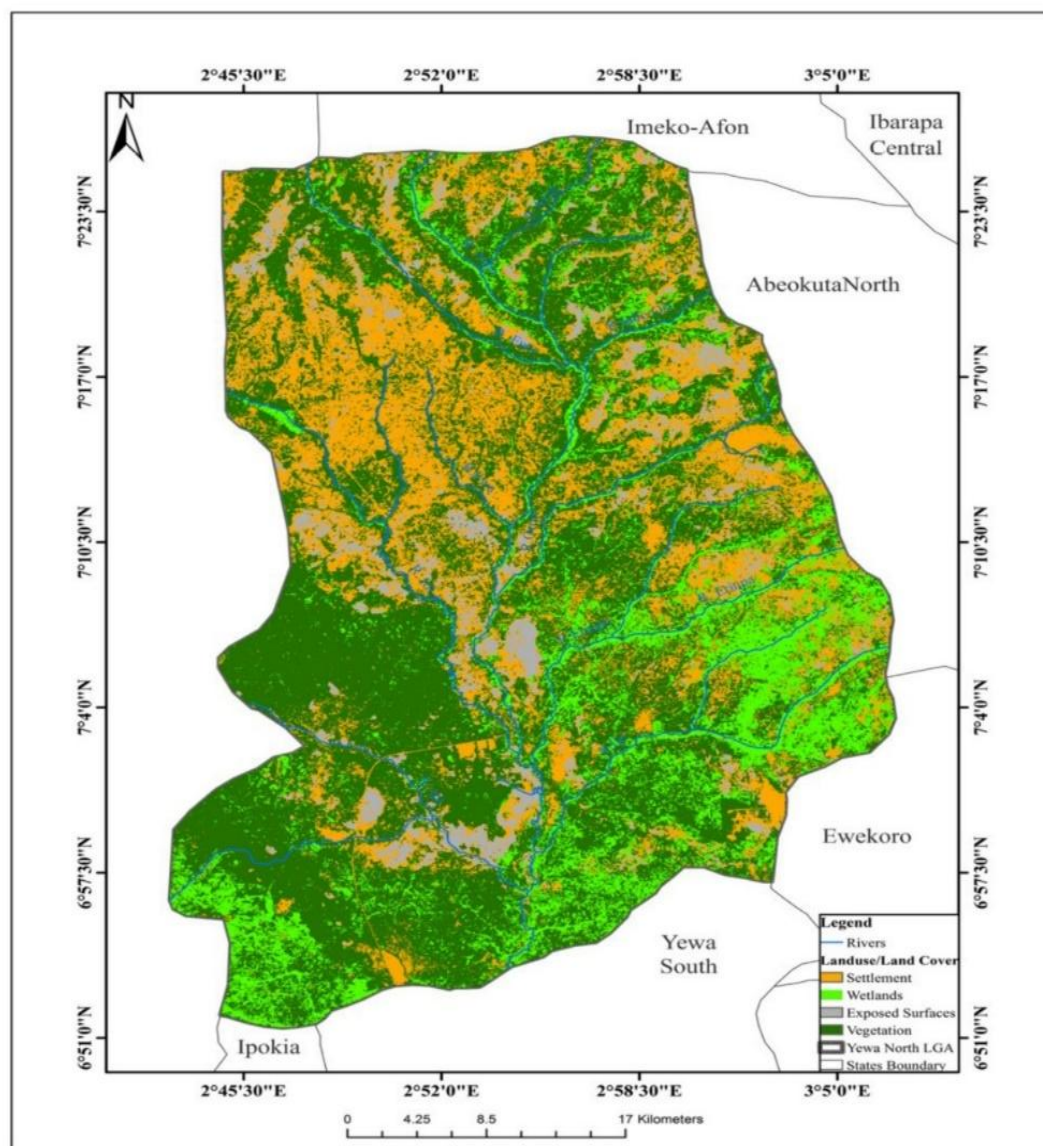 2°45'30"E 2°52'0"E 2°58'30"E 3°5'0"E
N
Imeko-Afon
Ibarapa
Central
7°23'30"N 7°23'30"N
AbeokutaNorth
7°17'0"N 7°17'0"N
7°10'30"N 7°10'30"N
7°4'0"N 7°4'0"N
Ewekoro
6°57'30"N 6°57'30"N
Yewa
South
Legend
Rivers
Landuse/Land Cover
Settlement
Wetlands
Exposed Surfaces
Vegetation
Yewa North LGA
States Boundary
6°51'0"N 6°51'0"N
Ipokia
2°45'30"E 2°52'0"E 2°58'30"E 3°5'0"E
0 4.25 8.5 17 Kilometers